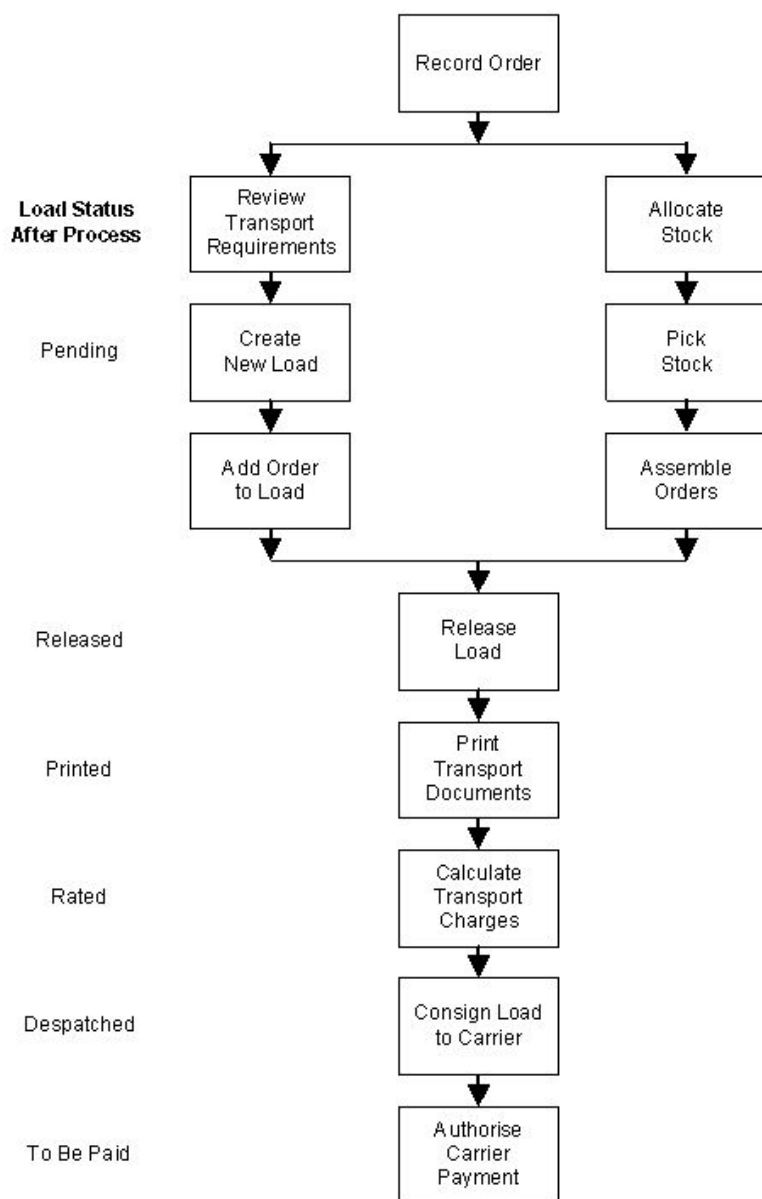 Record Order
Load Status
After Process
Review
Transport
Requirements
Allocate
Stock
Pending
Create
New Load
Pick
Stock
Add Order
to Load
Assemble
Orders
Released
Release
Load
Printed
Print
Transport
Documents
Rated
Calculate
Transport
Charges
Despatched
Consign Load
to Carrier
To Be Paid
Authorise
Carrier
Payment